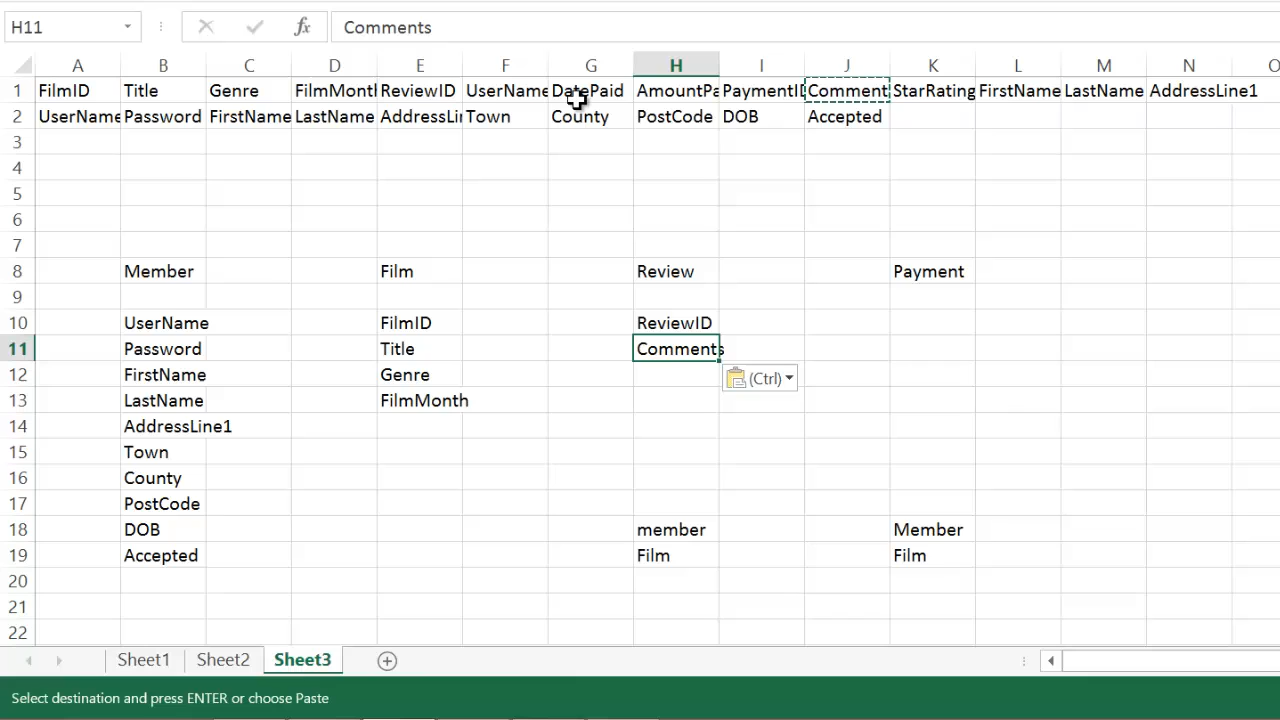 H11 fx Comments
A B C D E F G H I J K L M N O
1 FilmID Title Genre FilmMonth ReviewID UserName DatePaid AmountPa PaymentID Comment StarRating FirstName LastName AddressLine1
2 UserName Password FirstName LastName AddressLin Town County PostCode DOB Accepted
3
4
5
6
7
8 Member Film Review Payment
9
10 UserName FilmID ReviewID
11 Password Title Comments
12 FirstName Genre (Ctrl)
13 LastName FilmMonth
14 AddressLine1
15 Town
16 County
17 PostCode
18 DOB member Member
19 Accepted Film Film
20
21
22
Sheet1 Sheet2 Sheet3
Select destination and press ENTER or choose Paste